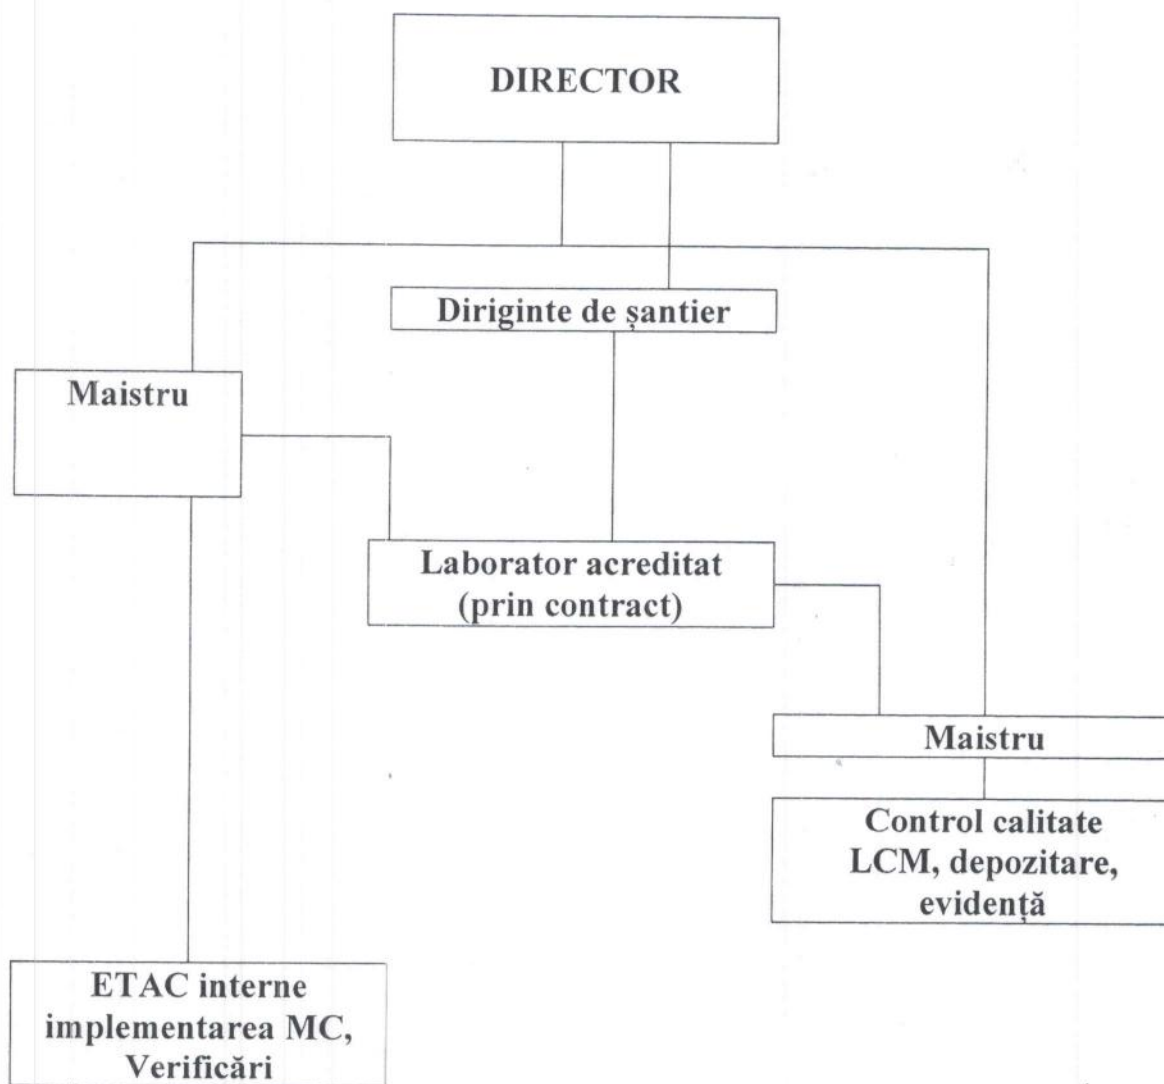 DIRECTOR
Diriginte de șantier
Maistru
Laborator acreditat
(prin contract)
Maistru
Control calitate
LCM, depozitare,
evidență
ETAC interne
implementarea MC,
Verificări